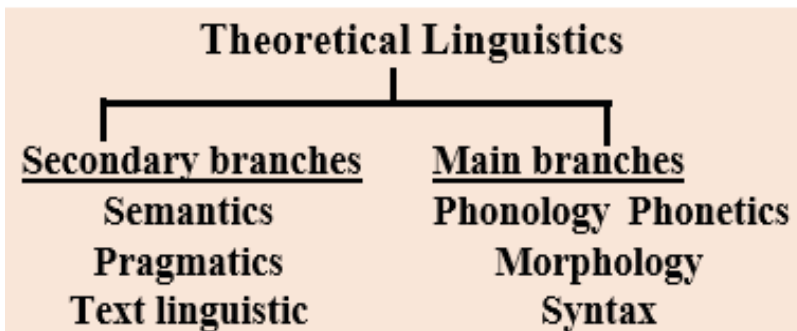 Theoretical Linguistics
Secondary branches Main branches
Semantics Phonology Phonetics
Pragmatics Morphology
Text linguistic Syntax